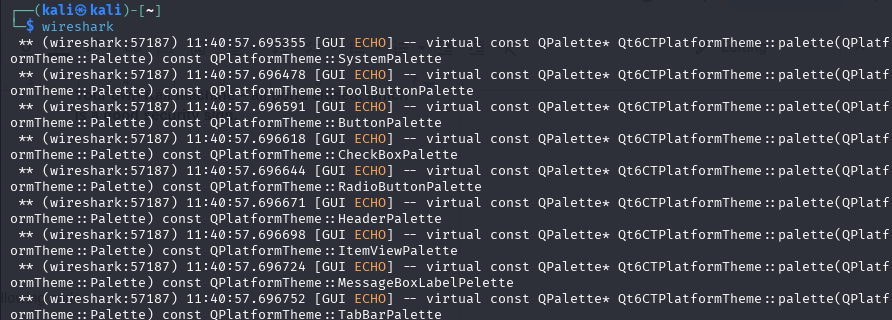 ┌──(kali㉿kali)-[~]
└─$ wireshark
 ** (wireshark:57187) 11:40:57.695355 [GUI ECHO] -- virtual const QPalette* Qt6CTPlatformTheme::palette(QPlatf
ormTheme::Palette) const QPlatformTheme::SystemPalette
 ** (wireshark:57187) 11:40:57.696478 [GUI ECHO] -- virtual const QPalette* Qt6CTPlatformTheme::palette(QPlatf
ormTheme::Palette) const QPlatformTheme::ToolButtonPalette
 ** (wireshark:57187) 11:40:57.696591 [GUI ECHO] -- virtual const QPalette* Qt6CTPlatformTheme::palette(QPlatf
ormTheme::Palette) const QPlatformTheme::ButtonPalette
 ** (wireshark:57187) 11:40:57.696618 [GUI ECHO] -- virtual const QPalette* Qt6CTPlatformTheme::palette(QPlatf
ormTheme::Palette) const QPlatformTheme::CheckBoxPalette
 ** (wireshark:57187) 11:40:57.696644 [GUI ECHO] -- virtual const QPalette* Qt6CTPlatformTheme::palette(QPlatf
ormTheme::Palette) const QPlatformTheme::RadioButtonPalette
 ** (wireshark:57187) 11:40:57.696671 [GUI ECHO] -- virtual const QPalette* Qt6CTPlatformTheme::palette(QPlatf
ormTheme::Palette) const QPlatformTheme::HeaderPalette
 ** (wireshark:57187) 11:40:57.696698 [GUI ECHO] -- virtual const QPalette* Qt6CTPlatformTheme::palette(QPlatf
ormTheme::Palette) const QPlatformTheme::ItemViewPalette
 ** (wireshark:57187) 11:40:57.696724 [GUI ECHO] -- virtual const QPalette* Qt6CTPlatformTheme::palette(QPlatf
ormTheme::Palette) const QPlatformTheme::MessageBoxLabelPelette
 ** (wireshark:57187) 11:40:57.696752 [GUI ECHO] -- virtual const QPalette* Qt6CTPlatformTheme::palette(QPlatf
ormTheme::Palette) const QPlatformTheme::TabBarPalette